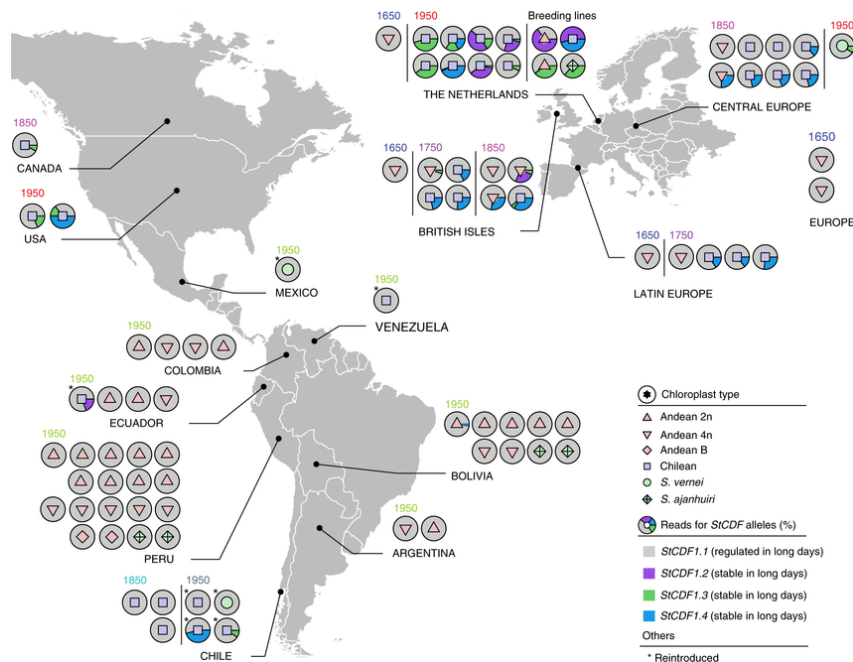 1650 1950 Breeding lines
THE NETHERLANDS
1850 1950
CENTRAL EUROPE
1850
CANADA
1650 1750 1850
BRITISH ISLES
1650
EUROPE
1950
USA
1650 1750
LATIN EUROPE
1950
*
MEXICO
1950
*
VENEZUELA
1950
COLOMBIA
1950
*
ECUADOR
1950
BOLIVIA
1950
PERU
1950
ARGENTINA
1850 1950
* *
* *
CHILE
Chloroplast type
Andean 2n
Andean 4n
Andean B
Chilean
S. vernei
S. ajanhuiri
Reads for StCDF alleles (%)
StCDF1.1 (regulated in long days)
StCDF1.2 (stable in long days)
StCDF1.3 (stable in long days)
StCDF1.4 (stable in long days)
Others
* Reintroduced